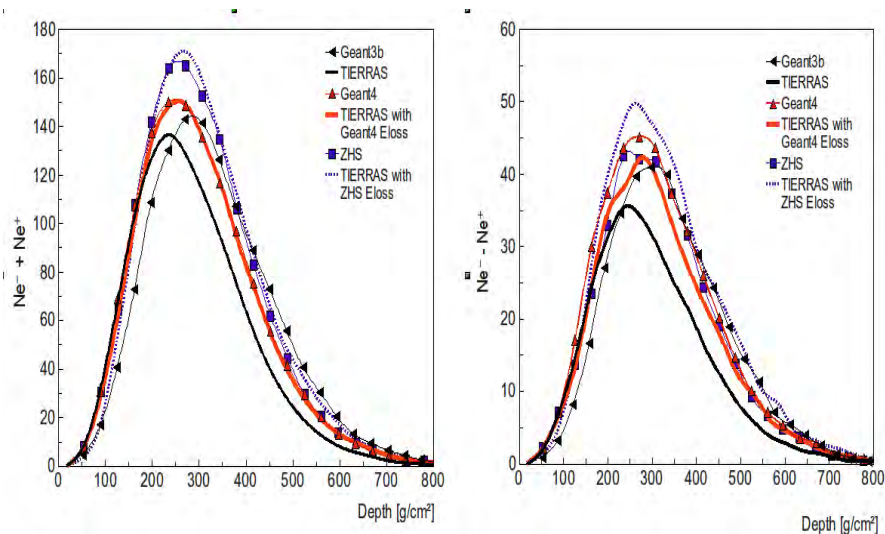 180
160
140
120
100
80
60
40
20
0
Ne⁻ + Ne⁺
0 100 200 300 400 500 600 700 800
Depth [g/cm²]
Geant3b
TIERRAS
Geant4
TIERRAS with
Geant4 Eloss
ZHS
TIERRAS with
ZHS Eloss
60
50
40
30
20
10
0
Ne⁻ - Ne⁺
0 100 200 300 400 500 600 700 800
Depth [g/cm²]
Geant3b
TIERRAS
Geant4
TIERRAS with
Geant4 Eloss
ZHS
TIERRAS with
ZHS Eloss